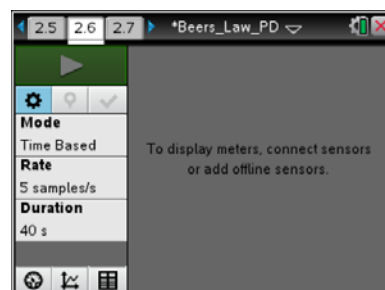 2.5 2.6 2.7 *Beers_Law_PD
Mode
Time Based
Rate
5 samples/s
Duration
40 s
To display meters, connect sensors
or add offline sensors.